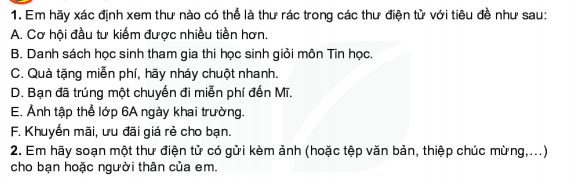 1. Em hãy xác định xem thư nào có thể là thư rác trong các thư điện tử với tiêu đề như sau:
A. Cơ hội đầu tư kiếm được nhiều tiền hơn.
B. Danh sách học sinh tham gia thi học sinh giỏi môn Tin học.
C. Quà tặng miễn phí, hãy nháy chuột nhanh.
D. Bạn đã trúng một chuyến đi miễn phí đến Mĩ.
E. Ảnh tập thể lớp 6A ngày khai trường.
F. Khuyến mãi, ưu đãi giá rẻ cho bạn.
2. Em hãy soạn một thư điện tử có gửi kèm ảnh (hoặc tệp văn bản, thiệp chúc mừng,...)
cho bạn hoặc người thân của em.